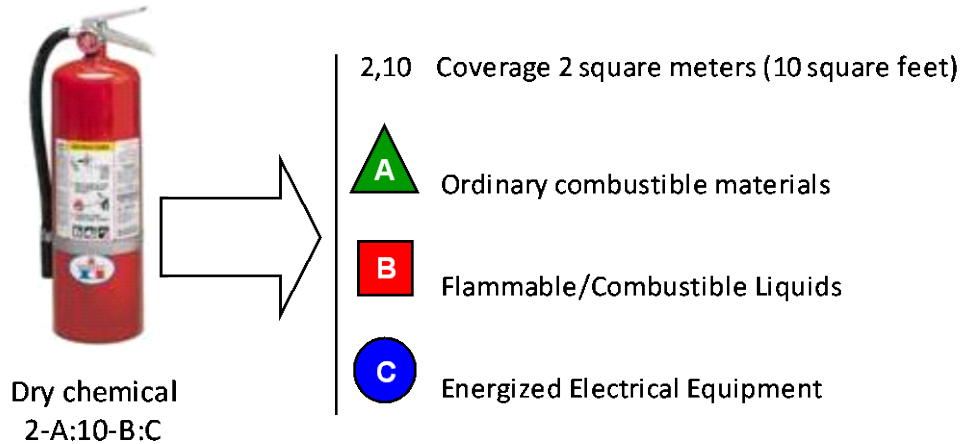 2,10 Coverage 2 square meters (10 square feet)
A Ordinary combustible materials
B Flammable/Combustible Liquids
C Energized Electrical Equipment
Dry chemical
2-A:10-B:C